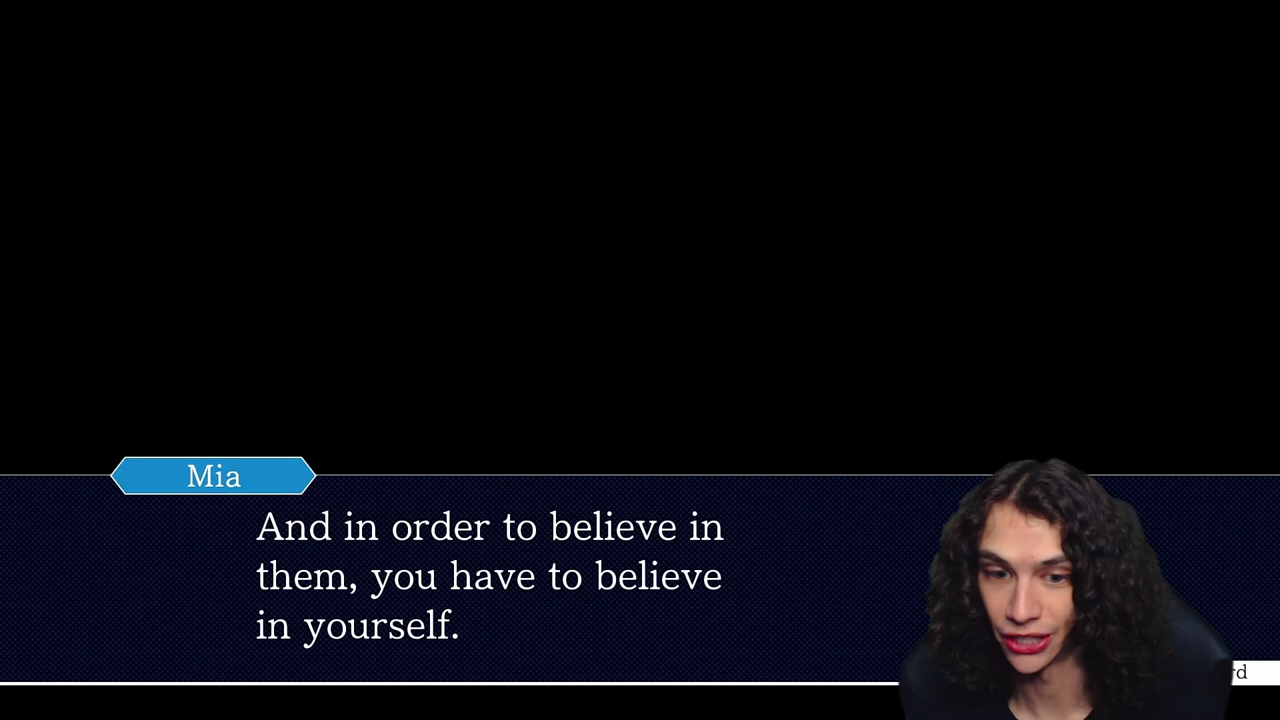 Mia
And in order to believe in
them, you have to believe
in yourself.